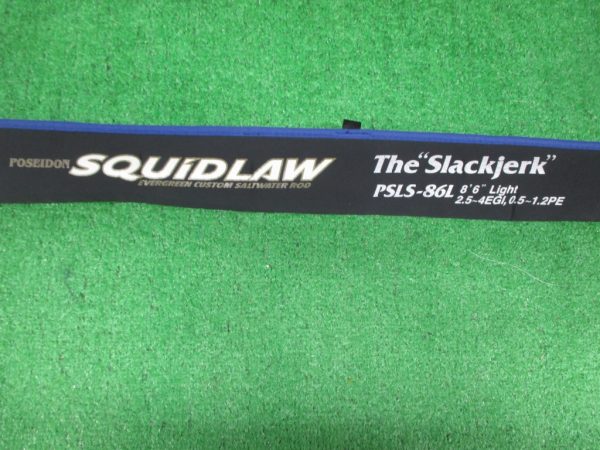 POSEIDON SQUiDLAW
EVERGREEN CUSTOM SALTWATER ROD
The "Slackjerk"
PSLS-86L 8'6" Light
2.5~4EGI, 0.5~1.2PE